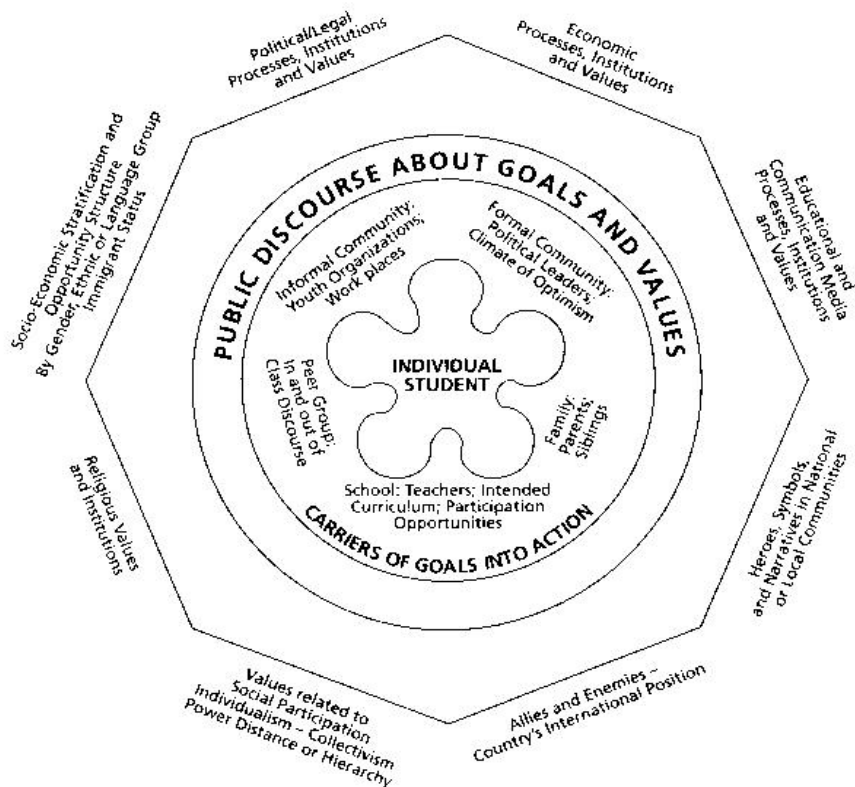 Political/Legal
Processes, Institutions
and Values
Economic
Processes, Institutions
and Values
Socio-Economic Stratification and
Opportunity Structure
By Gender, Ethnic or Language Group
Immigrant Status
Educational and
Communication Media
Processes, Institutions
and Values
PUBLIC DISCOURSE ABOUT GOALS AND VALUES
Informal Community:
Youth Organizations;
Work places
Formal Community:
Political Leaders;
Climate of Optimism
INDIVIDUAL
STUDENT
Peer Group:
In and out of
Class Discourse
Family:
Parents;
Siblings
School: Teachers; Intended
Curriculum; Participation
Opportunities
CARRIERS OF GOALS INTO ACTION
Religious Values
and Institutions
Heroes, Symbols,
and Narratives in National
or Local Communities
Values related to
Social Participation
Individualism – Collectivism
Power Distance or Hierarchy
Allies and Enemies –
Country's International Position